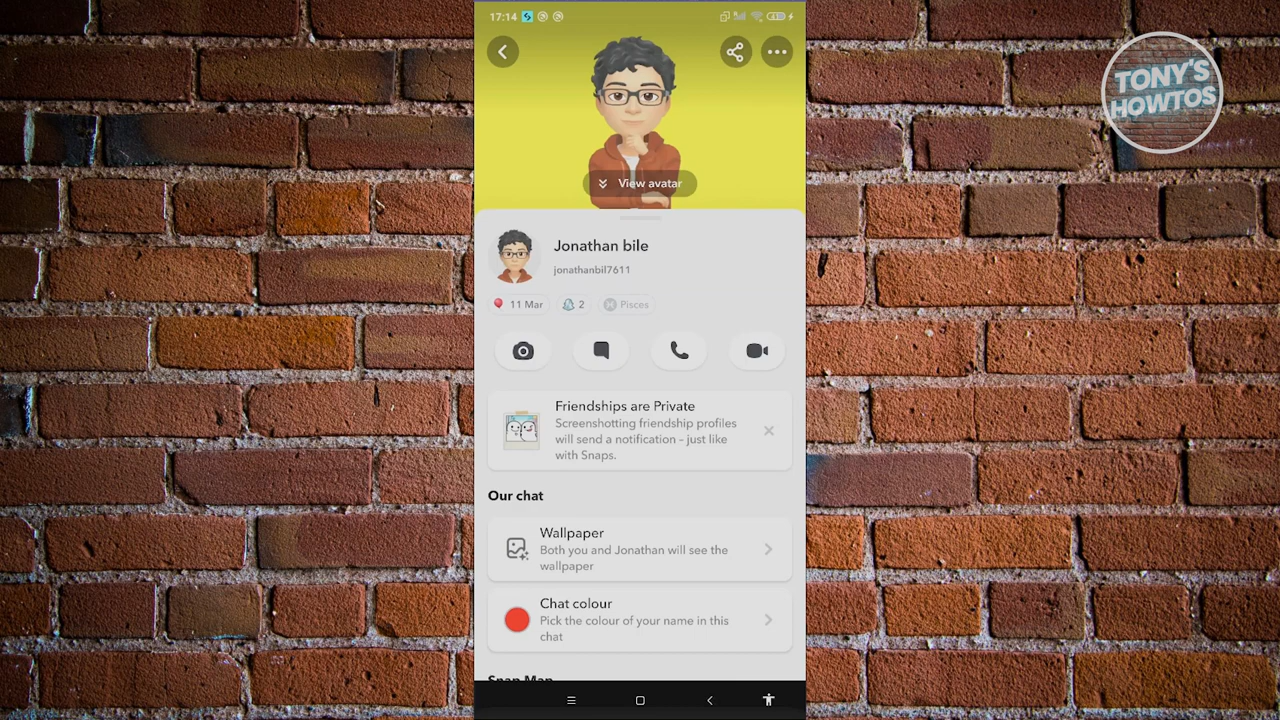 17:14
TONY'S
HOWTOS
View avatar
Jonathan bile
jonathanbil7611
11 Mar
2
Pisces
Friendships are Private
Screenshotting friendship profiles
will send a notification – just like
with Snaps.
Our chat
Wallpaper
Both you and Jonathan will see the
wallpaper
Chat colour
Pick the colour of your name in this
chat
Snap Map